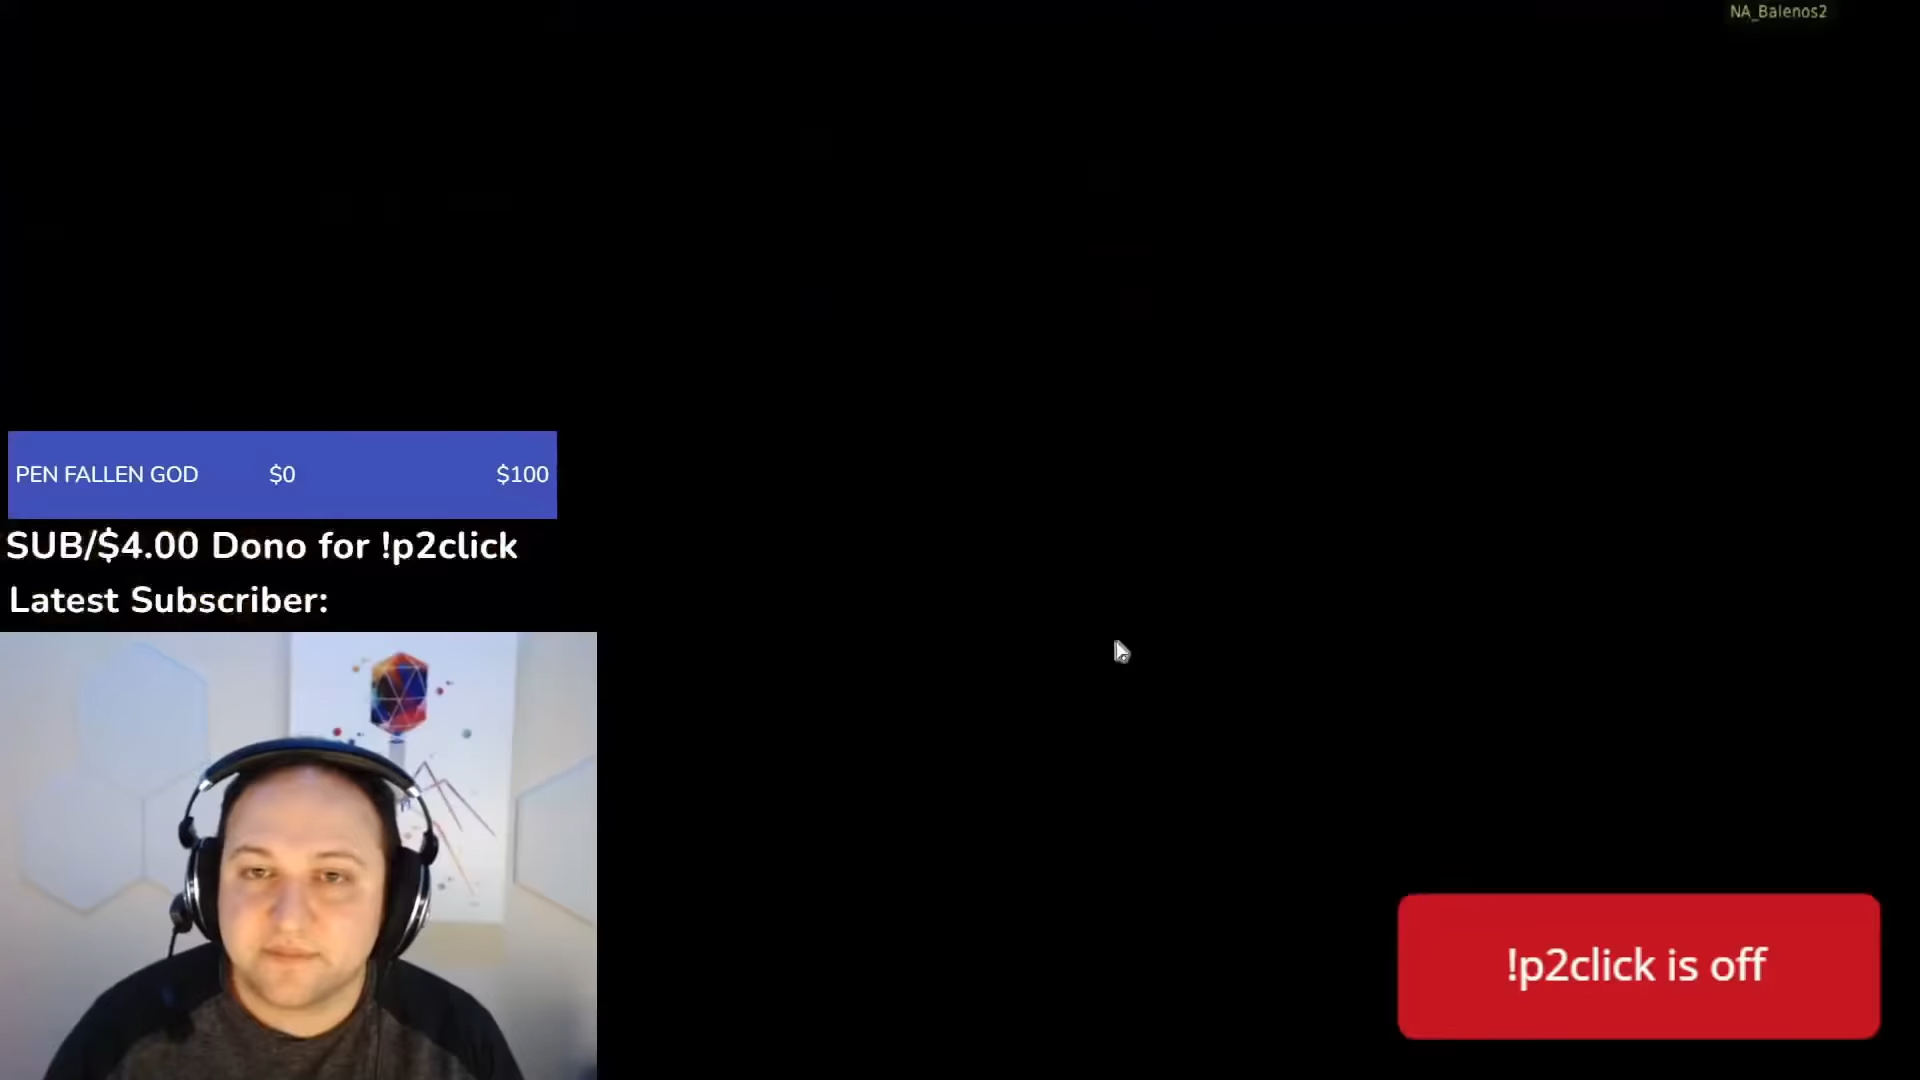 NA_Balenos2
PEN FALLEN GOD $0 $100
SUB/$4.00 Dono for !p2click
Latest Subscriber:
!p2click is off